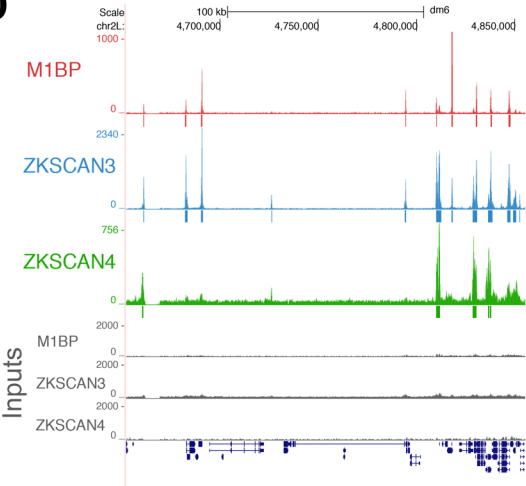 Scale 100 kb dm6
chr2L: 4,700,000 4,750,000 4,800,000 4,850,000
1000
M1BP
0
2340
ZKSCAN3
0
756
ZKSCAN4
0
Inputs
2000
M1BP
0
2000
ZKSCAN3
0
2000
ZKSCAN4
0